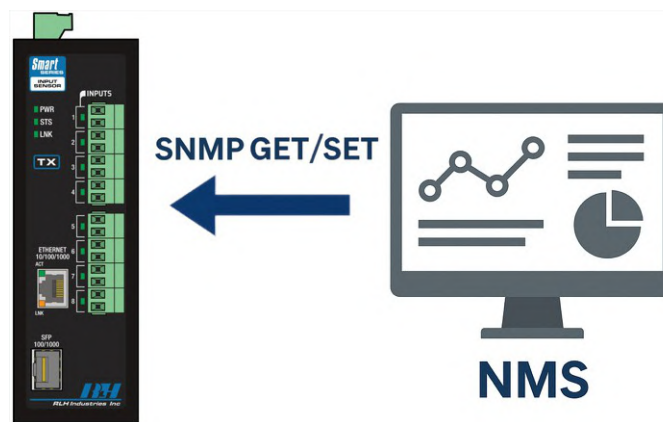 Smart
SERIES
INPUT
SENSOR
INPUTS
PWR
STS
LNK
TX
1
2
3
4
5
6
7
8
ETHERNET
10/100/1000
ACT
LNK
SFP
100/1000
RLH
RLH Industries Inc
SNMP GET/SET
NMS